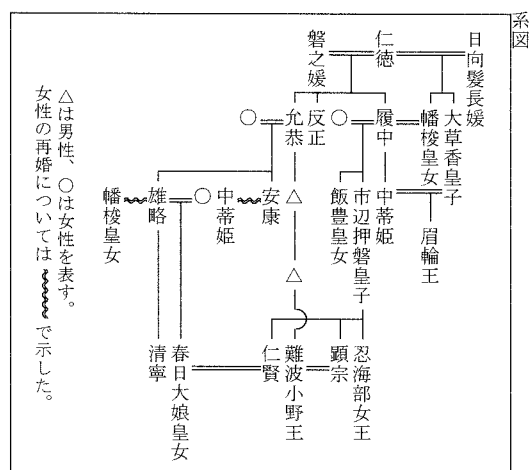 系図
日向髪長媛
仁徳
磐之媛
大草香皇子
幡梭皇女
履中
○
反正
允恭
○
眉輪王
中蒂姫
市辺押磐皇子
飯豊皇女
△
安康
中蒂姫
○
雄略
幡梭皇女
△
忍海部女王
顕宗
難波小野王
仁賢
春日大娘皇女
清寧
△は男性、○は女性を表す。
女性の再婚については で示した。